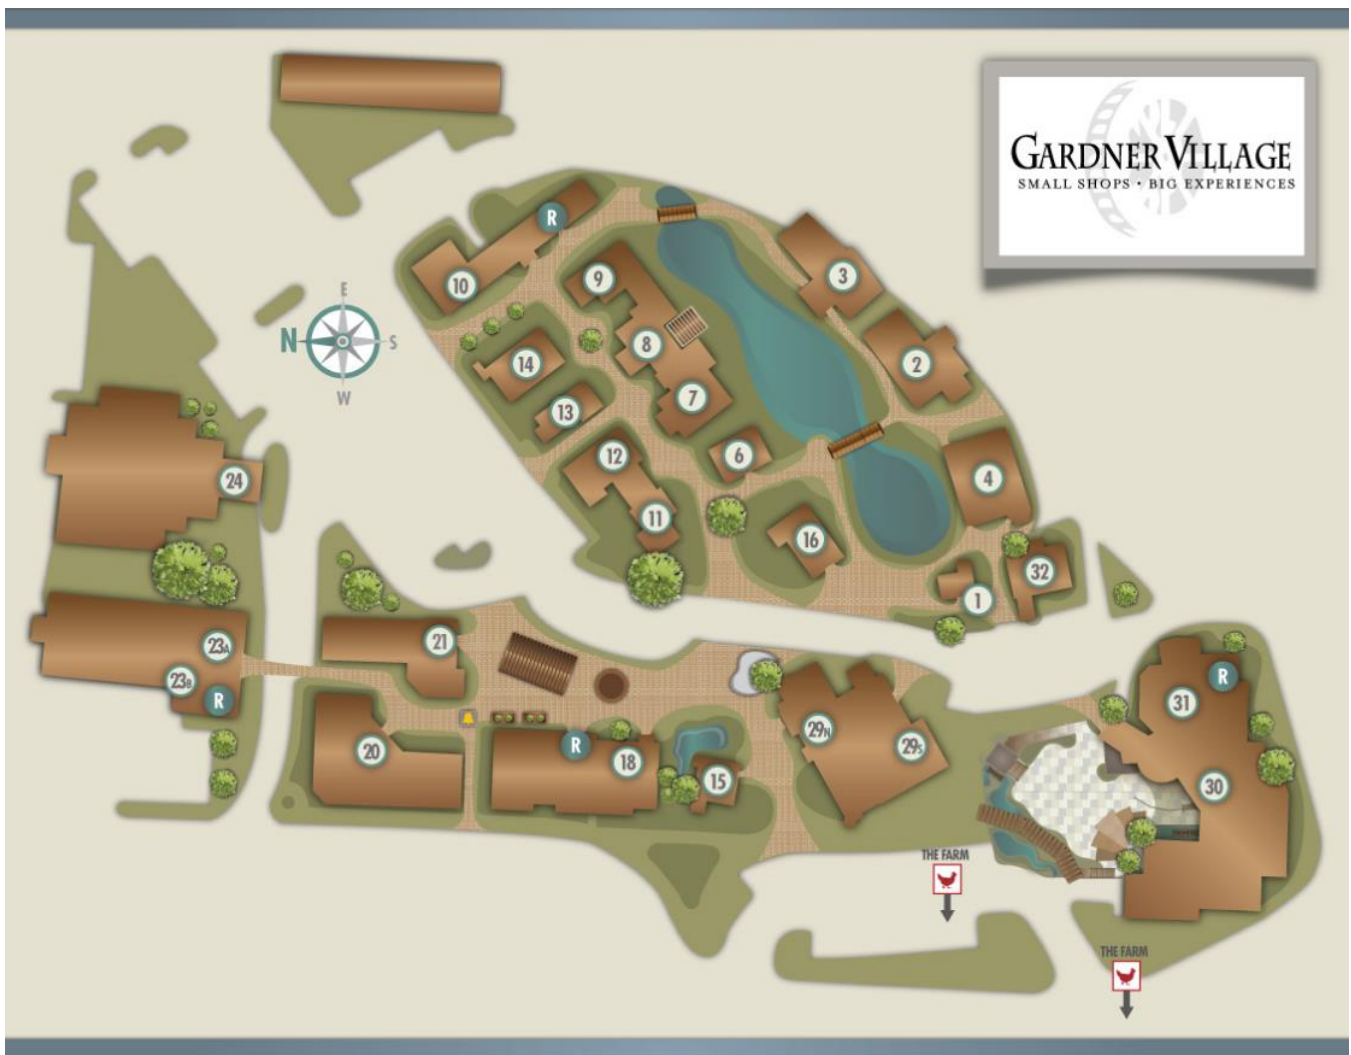 GARDNER VILLAGE
SMALL SHOPS • BIG EXPERIENCES
R
3
9
10
E
N
S
W
8
14
2
7
13
12
6
24
4
11
16
32
1
21
23A
23B
R
31
R
20
29N
29S
R
18
15
30
THE FARM
THE FARM